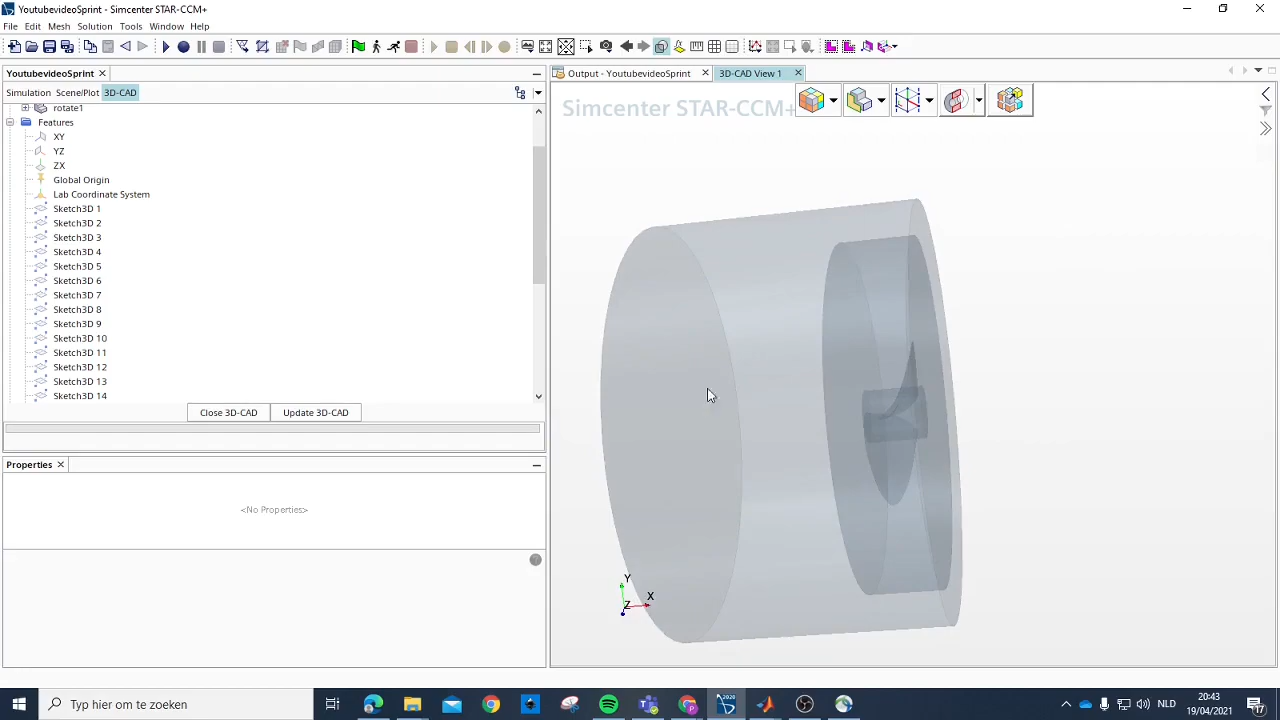 YoutubevideoSprint - Simcenter STAR-CCM+
File Edit Mesh Solution Tools Window Help
YoutubevideoSprint
Output - YoutubevideoSprint
3D-CAD View 1
Simulation Scene/Plot 3D-CAD
Simcenter STAR-CCM+
rotate1
Features
XY
YZ
ZX
Global Origin
Lab Coordinate System
Sketch3D 1
Sketch3D 2
Sketch3D 3
Sketch3D 4
Sketch3D 5
Sketch3D 6
Sketch3D 7
Sketch3D 8
Sketch3D 9
Sketch3D 10
Sketch3D 11
Sketch3D 12
Sketch3D 13
Sketch3D 14
Close 3D-CAD Update 3D-CAD
Properties
<No Properties>
Y
X
Z
Typ hier om te zoeken
2020
NLD
20:43
19/04/2021
17